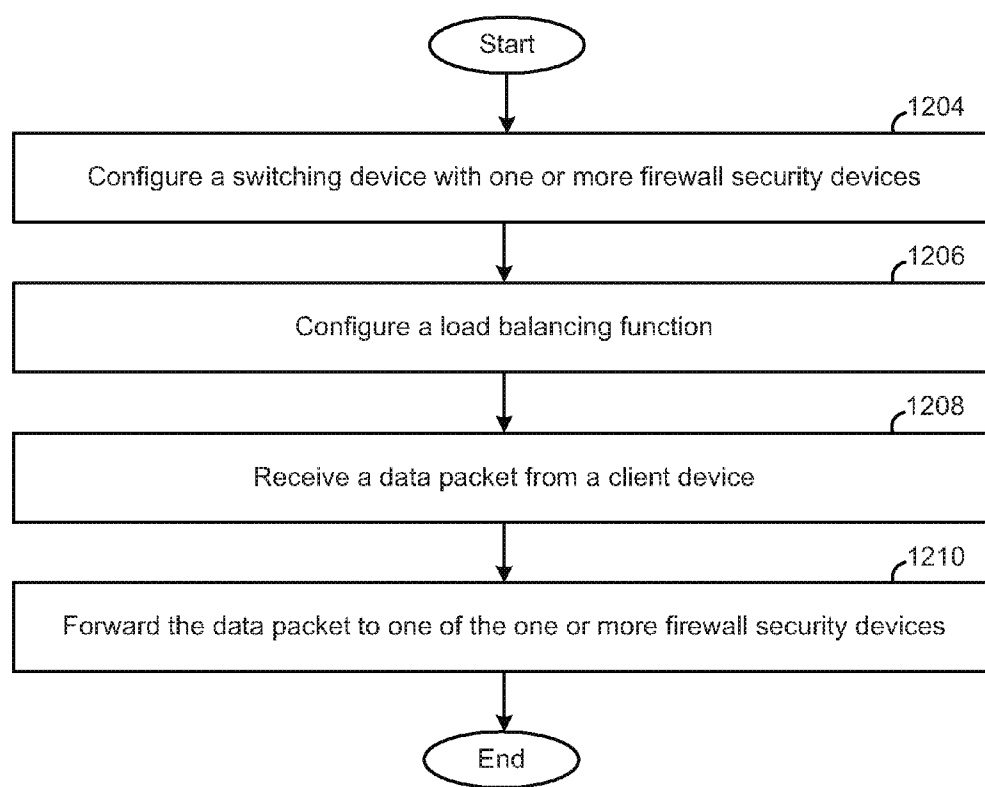 Start
1204
Configure a switching device with one or more firewall security devices
1206
Configure a load balancing function
1208
Receive a data packet from a client device
1210
Forward the data packet to one of the one or more firewall security devices
End